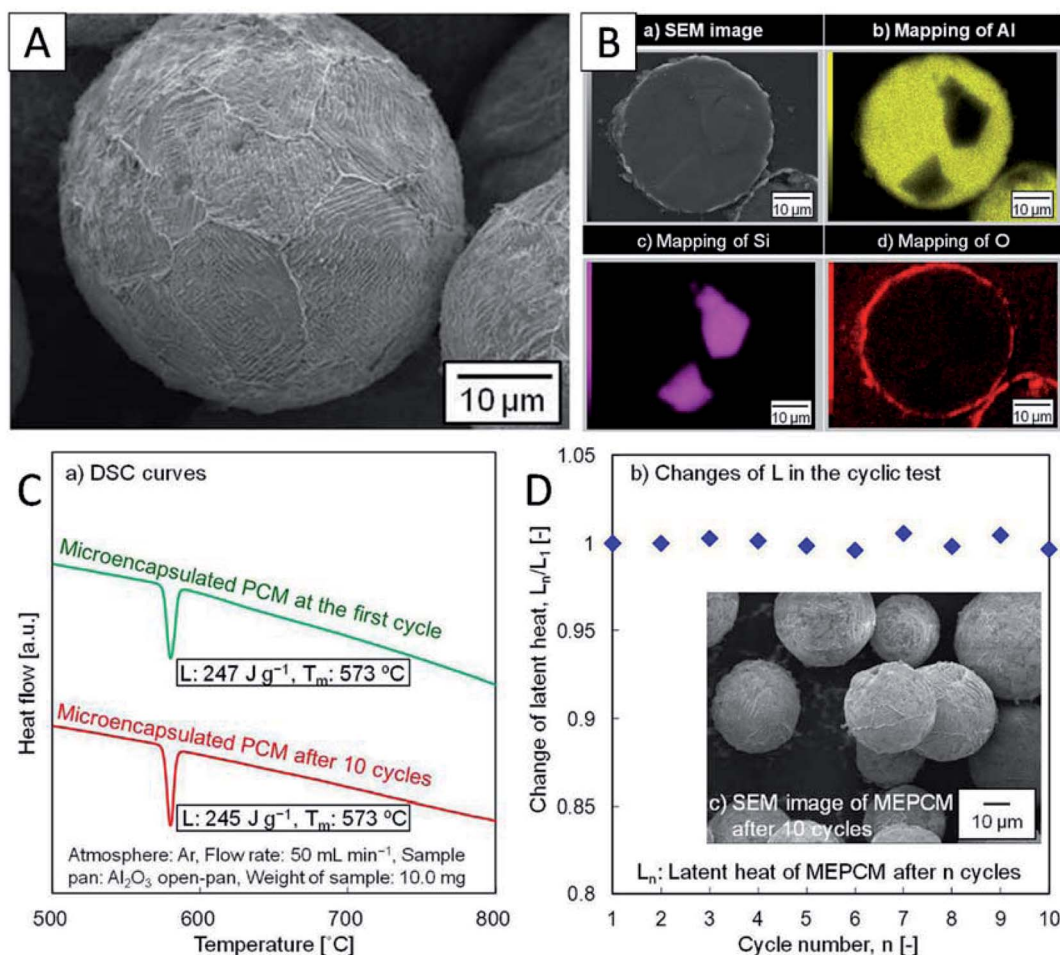 A
10 µm
B
a) SEM image
b) Mapping of Al
10 µm
10 µm
c) Mapping of Si
d) Mapping of O
10 µm
10 µm
C
a) DSC curves
Microencapsulated PCM at the first cycle
L: 247 J g⁻¹, Tₘ: 573 ºC
Microencapsulated PCM after 10 cycles
L: 245 J g⁻¹, Tₘ: 573 ºC
Atmosphere: Ar, Flow rate: 50 mL min⁻¹, Sample
pan: Al₂O₃ open-pan, Weight of sample: 10.0 mg
Heat flow [a.u.]
500
600
700
800
Temperature [˚C]
D
b) Changes of L in the cyclic test
1.05
1
0.95
0.9
0.85
0.8
Change of latent heat, Lₙ/L₁ [-]
c) SEM image of MEPCM
after 10 cycles
10 µm
Lₙ: Latent heat of MEPCM after n cycles
1
2
3
4
5
6
7
8
9
10
Cycle number, n [-]